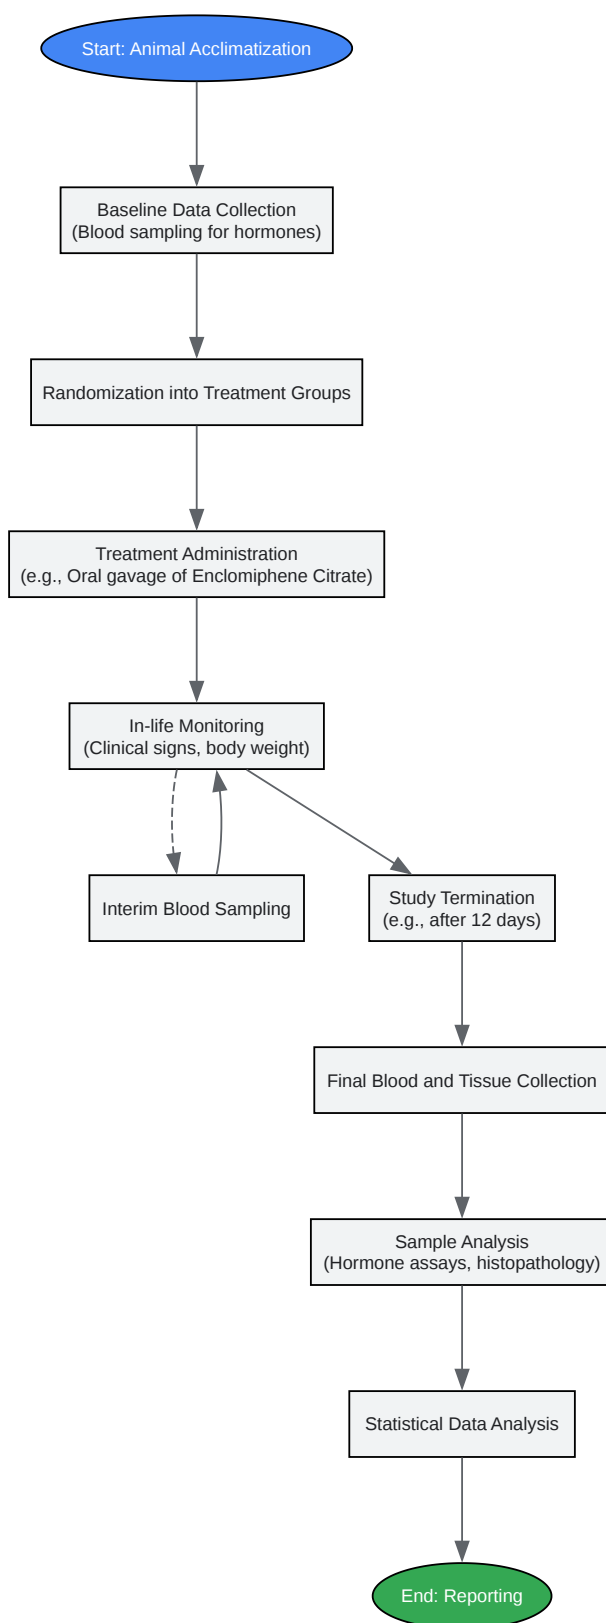 Start: Animal Acclimatization
Baseline Data Collection
(Blood sampling for hormones)
Randomization into Treatment Groups
Treatment Administration
(e.g., Oral gavage of Enclomiphene Citrate)
In-life Monitoring
(Clinical signs, body weight)
Interim Blood Sampling
Study Termination
(e.g., after 12 days)
Final Blood and Tissue Collection
Sample Analysis
(Hormone assays, histopathology)
Statistical Data Analysis
End: Reporting